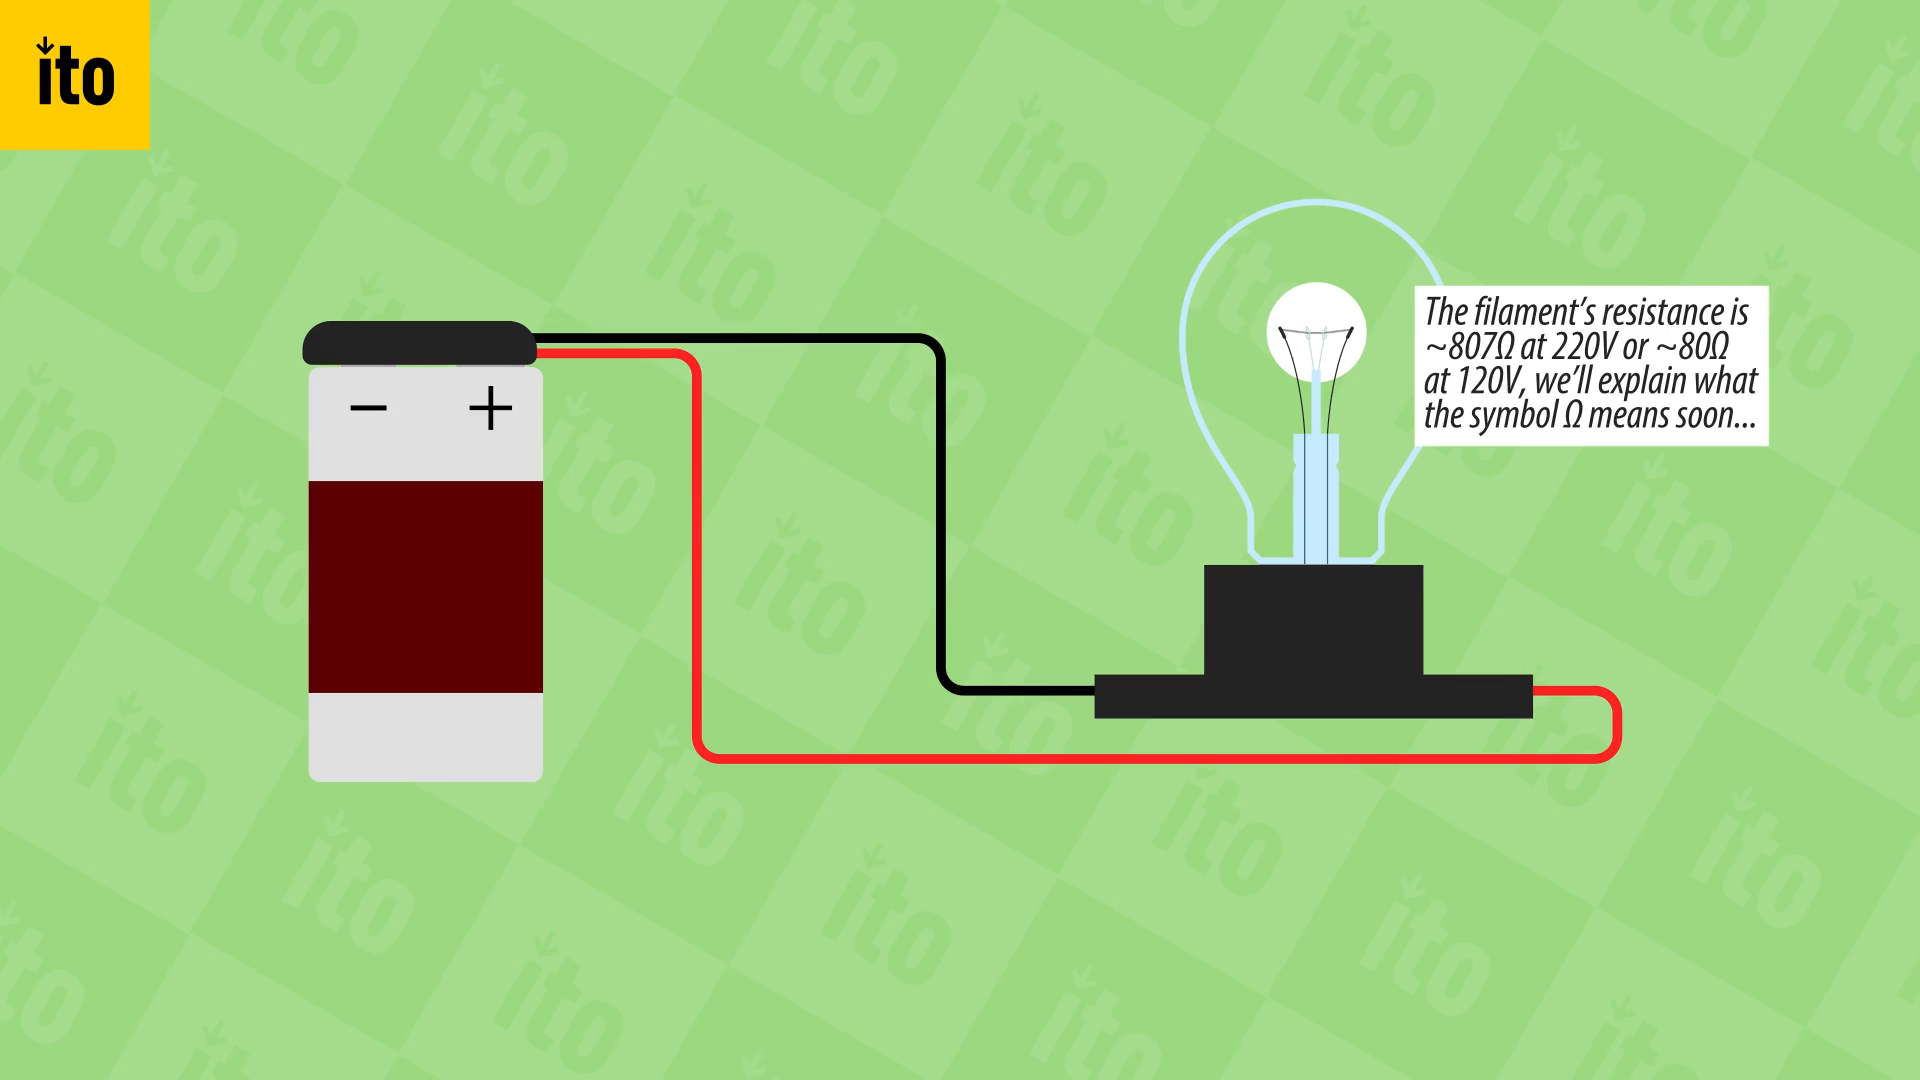 ito
− +
The filament's resistance is
~807Ω at 220V or ~80Ω
at 120V, we'll explain what
the symbol Ω means soon...